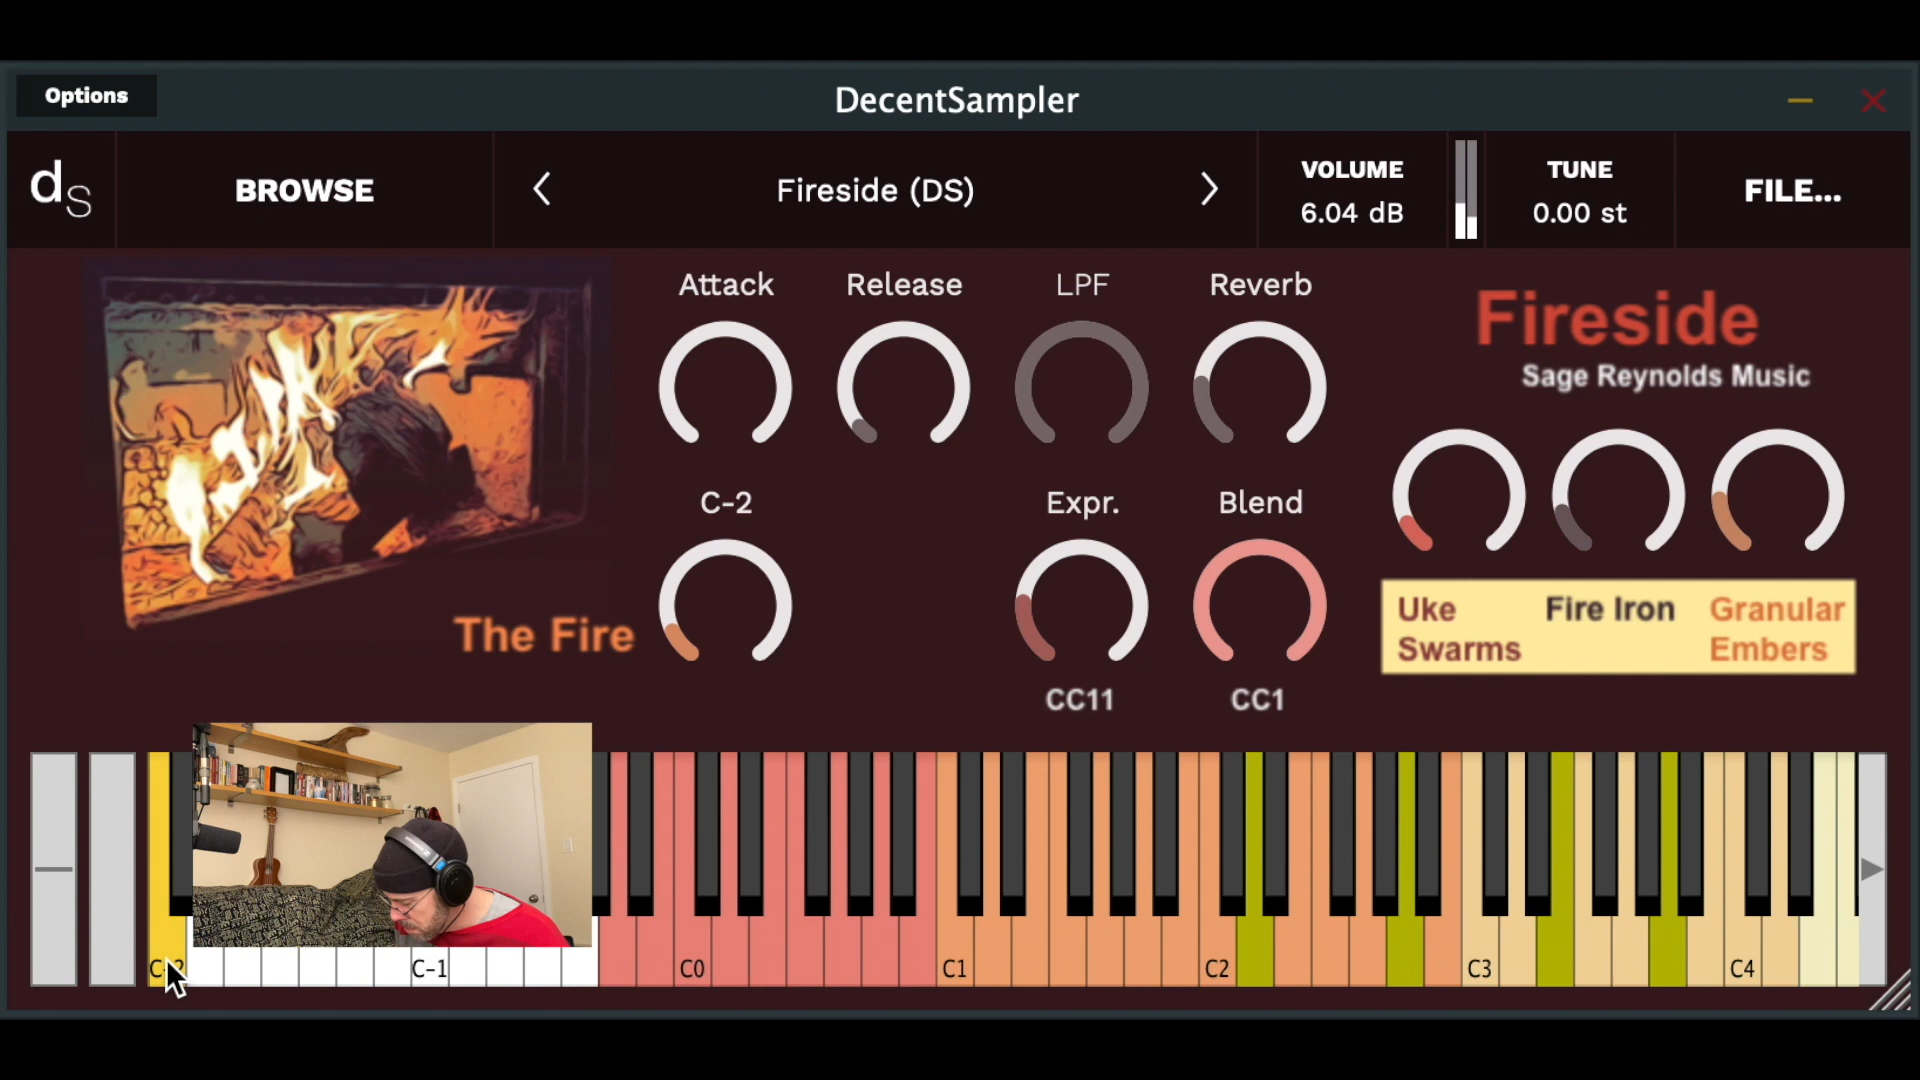 Options
DecentSampler
ds
BROWSE
Fireside (DS)
VOLUME
6.04 dB
TUNE
0.00 st
FILE...
Attack
Release
LPF
Reverb
Fireside
Sage Reynolds Music
C-2
Expr.
Blend
The Fire
Uke
Swarms
Fire Iron
Granular
Embers
CC11
CC1
C-2
C-1
C0
C1
C2
C3
C4